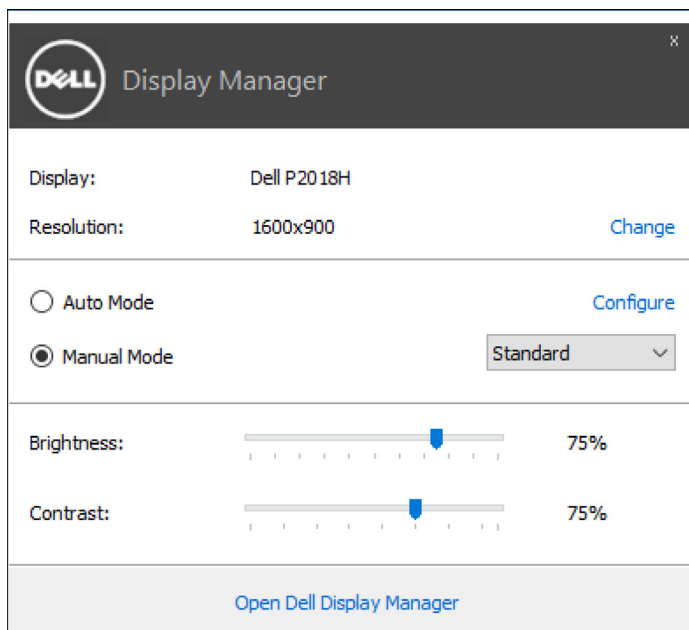 DELL Display Manager x
Display: Dell P2018H
Resolution: 1600x900 Change
Auto Mode Configure
Manual Mode Standard
Brightness: 75%
Contrast: 75%
Open Dell Display Manager